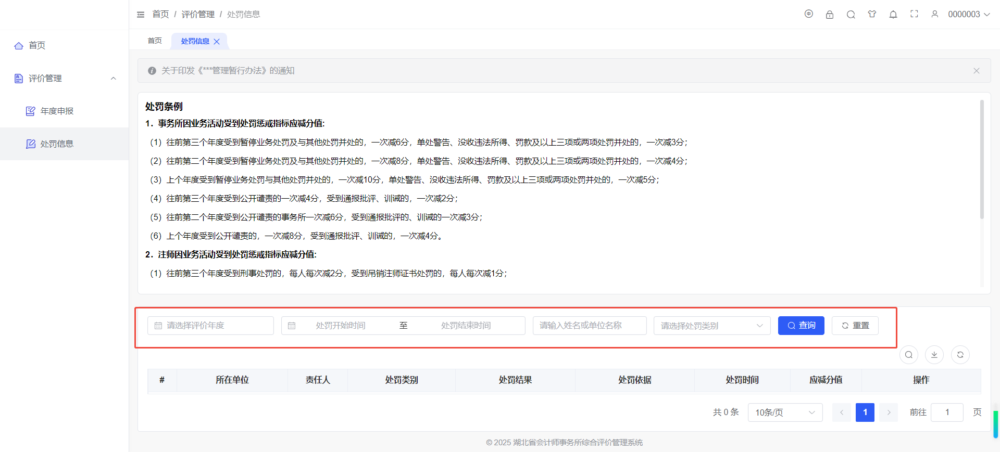 首页 / 评价管理 / 处罚信息
0000003
首页
评价管理
年度申报
处罚信息
首页 处罚信息
关于印发《***管理暂行办法》的通知
处罚条例
1. 事务所因业务活动受到处罚惩戒指标应减分值:
(1) 往前第三个年度受到暂停业务处罚及与其他处罚并处的，一次减6分，单处警告、没收违法所得、罚款及以上三项或两项处罚并处的，一次减3分；
(2) 往前第二个年度受到暂停业务处罚及与其他处罚并处的，一次减8分，单处警告、没收违法所得、罚款及以上三项或两项处罚并处的，一次减4分；
(3) 上个年度受到暂停业务处罚与其他处罚并处的，一次减10分，单处警告、没收违法所得、罚款及以上三项或两项处罚并处的，一次减5分；
(4) 往前第三个年度受到公开谴责的一次减4分，受到通报批评、训诫的，一次减2分；
(5) 往前第二个年度受到公开谴责的事务所一次减6分，受到通报批评的、训诫的一次减3分；
(6) 上个年度受到公开谴责的，一次减8分，受到通报批评、训诫的，一次减4分。
2. 注师因业务活动受到处罚惩戒指标应减分值:
(1) 往前第三个年度受到刑事处罚的，每人每次减2分，受到吊销注师证书处罚的，每人每次减1分；
请选择评价年度 处罚开始时间 至 处罚结束时间 请输入姓名或单位名称 请选择处罚类别 查询 重置
# 所在单位 责任人 处罚类别 处罚结果 处罚依据 处罚时间 应减分值 操作
共 0 条 10条/页 1 前往 1 页
© 2025 湖北省会计师事务所综合评价管理系统